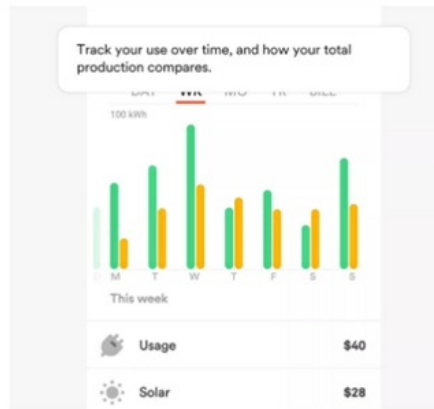 Track your use over time, and how your total
production compares.
WK
100 kWh
M T W T F S S
This week
Usage $40
Solar $28